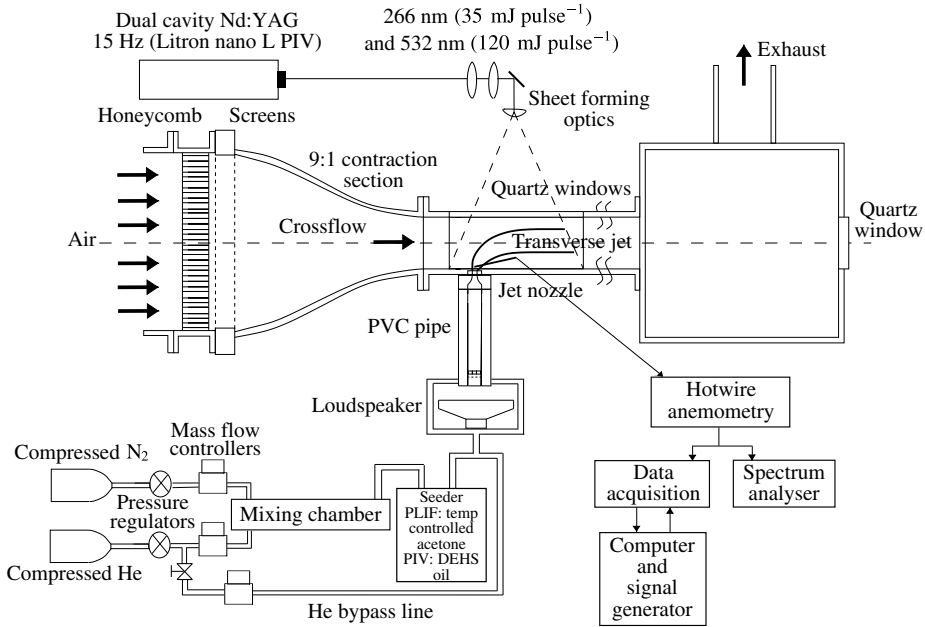 Dual cavity Nd:YAG
15 Hz (Litron nano L PIV)
266 nm (35 mJ pulse⁻¹)
and 532 nm (120 mJ pulse⁻¹)
Exhaust
Honeycomb
Screens
Sheet forming
optics
9:1 contraction
section
Quartz windows
Quartz
window
Air
Crossflow
Transverse jet
Jet nozzle
PVC pipe
Loudspeaker
Hotwire
anemometry
Mass flow
controllers
Compressed N₂
Data
acquisition
Spectrum
analyser
Pressure
regulators
Mixing chamber
Seeder
PLIF: temp
controlled
acetone
PIV: DEHS
oil
Compressed He
Computer
and
signal
generator
He bypass line